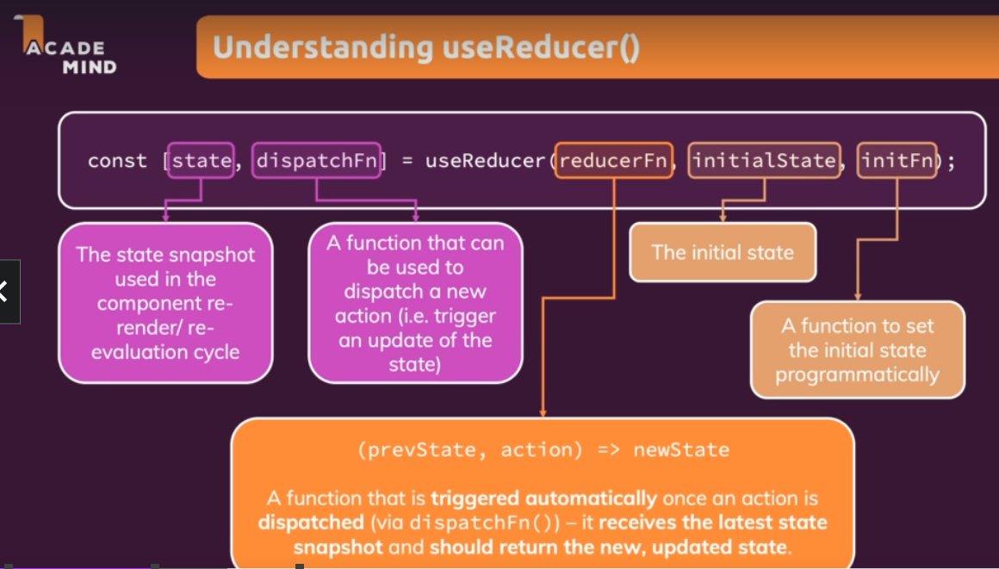 ACADE
MIND
Understanding useReducer()
const [state, dispatchFn] = useReducer(reducerFn, initialState, initFn);
The state snapshot
used in the
component re-
render/ re-
evaluation cycle
A function that can
be used to
dispatch a new
action (i.e. trigger
an update of the
state)
The initial state
A function to set
the initial state
programmatically
(prevState, action) => newState
A function that is triggered automatically once an action is
dispatched (via dispatchFn()) – it receives the latest state
snapshot and should return the new, updated state.